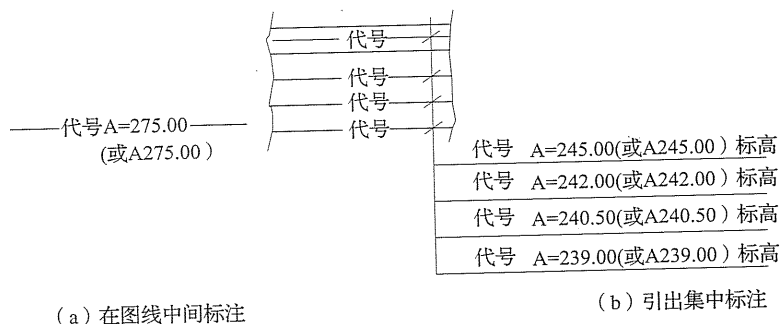 代号
代号
代号
代号
代号A=275.00
(或A275.00）
代号 A=245.00(或A245.00）标高
代号 A=242.00(或A242.00）标高
代号 A=240.50(或A240.50）标高
代号 A=239.00(或A239.00）标高
（a）在图线中间标注
（b）引出集中标注